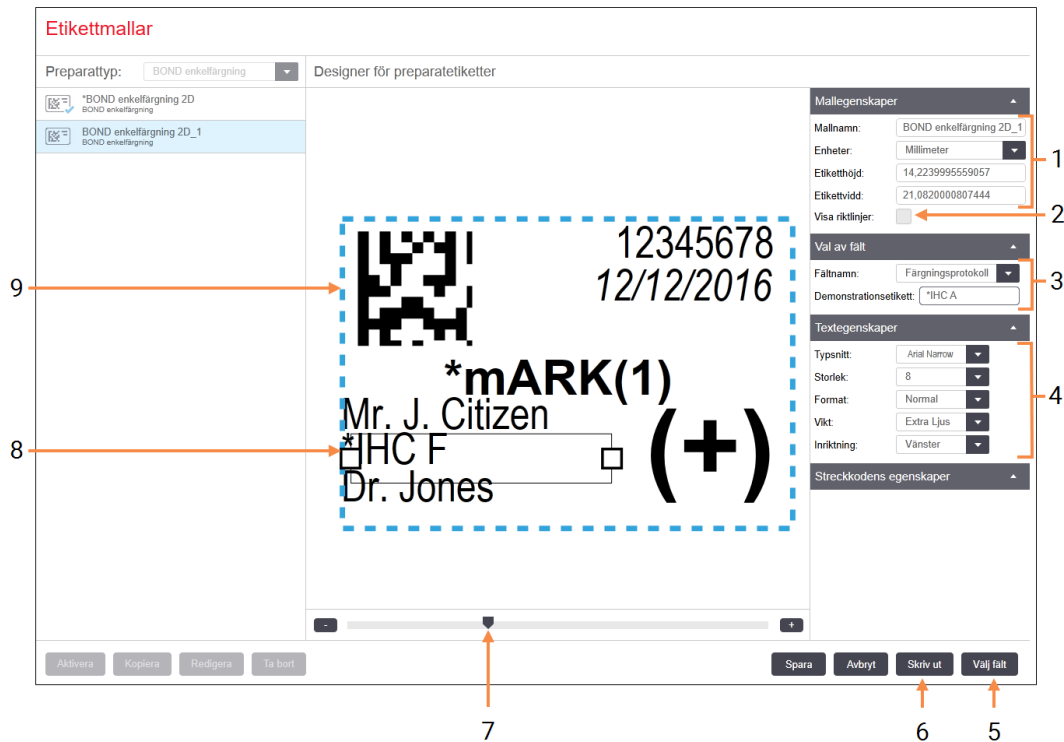 Etikettmallar
Preparattyp: BOND enkelfärgning
Designer för preparatetiketter
*BOND enkelfärgning 2D
BOND enkelfärgning
BOND enkelfärgning 2D_1
BOND enkelfärgning
12345678
12/12/2016
*mARK(1)
Mr. J. Citizen
*IHC F
(+)
Dr. Jones
Mallegenskaper
Mallnamn: BOND enkelfärgning 2D_1
Enheter: Millimeter
Etiketthöjd: 14,2239995559057
Etikettvidd: 21,0820000807444
Visa riktlinjer:
Val av fält
Fältnamn: Färgningsprotokoll
Demonstrationsetikett: *IHC A
Textegenskaper
Typsnitt: Arial Narrow
Storlek: 8
Format: Normal
Vikt: Extra Ljus
Inriktning: Vänster
Streckkodens egenskaper
1
2
3
4
9
8
- +
Aktivera Kopiera Redigera Ta bort Spara Avbryt Skriv ut Välj fält
7 6 5